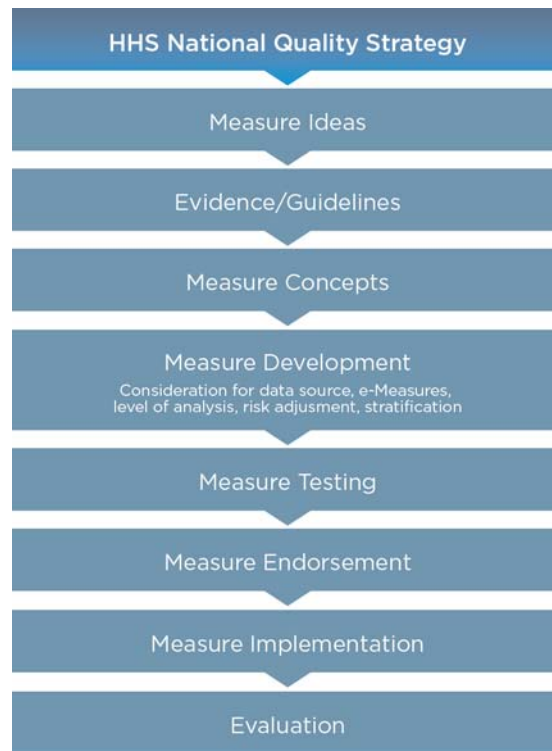 HHS National Quality Strategy
Measure Ideas
Evidence/Guidelines
Measure Concepts
Measure Development
Consideration for data source, e-Measures,
level of analysis, risk adjusment, stratification
Measure Testing
Measure Endorsement
Measure Implementation
Evaluation